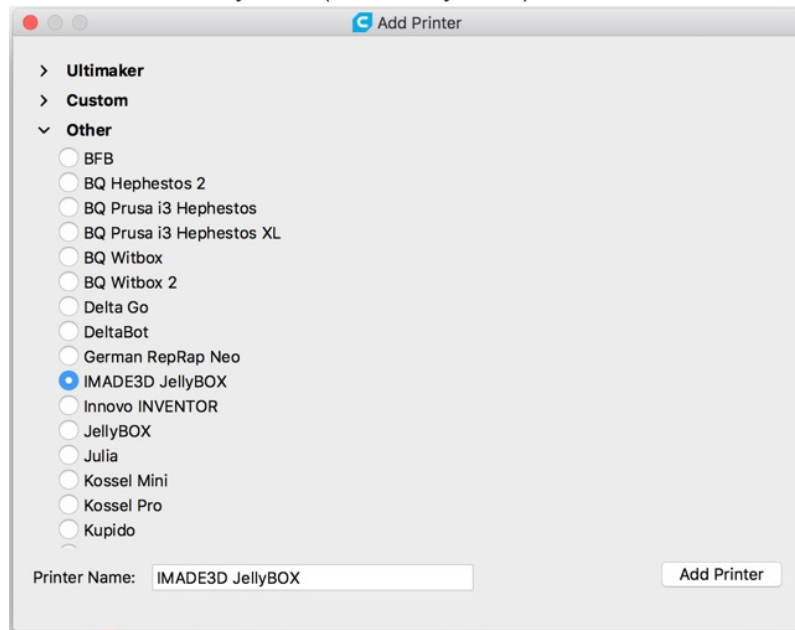 Add Printer
Ultimaker
Custom
Other
BFB
BQ Hephestos 2
BQ Prusa i3 Hephestos
BQ Prusa i3 Hephestos XL
BQ Witbox
BQ Witbox 2
Delta Go
DeltaBot
German RepRap Neo
IMADE3D JellyBOX
Innovo INVENTOR
JellyBOX
Julia
Kossel Mini
Kossel Pro
Kupido
Printer Name: IMADE3D JellyBOX Add Printer